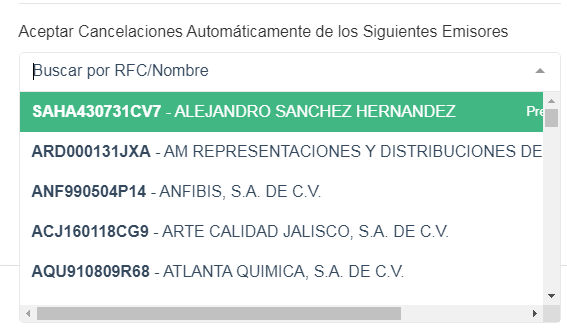 Aceptar Cancelaciones Automáticamente de los Siguientes Emisores
Buscar por RFC/Nombre
SAHA430731CV7 - ALEJANDRO SANCHEZ HERNANDEZ Pre
ARD000131JXA - AM REPRESENTACIONES Y DISTRIBUCIONES DE
ANF990504P14 - ANFIBIS, S.A. DE C.V.
ACJ160118CG9 - ARTE CALIDAD JALISCO, S.A. DE C.V.
AQU910809R68 - ATLANTA QUIMICA, S.A. DE C.V.